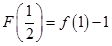 F(1/2) = f(1) − 1